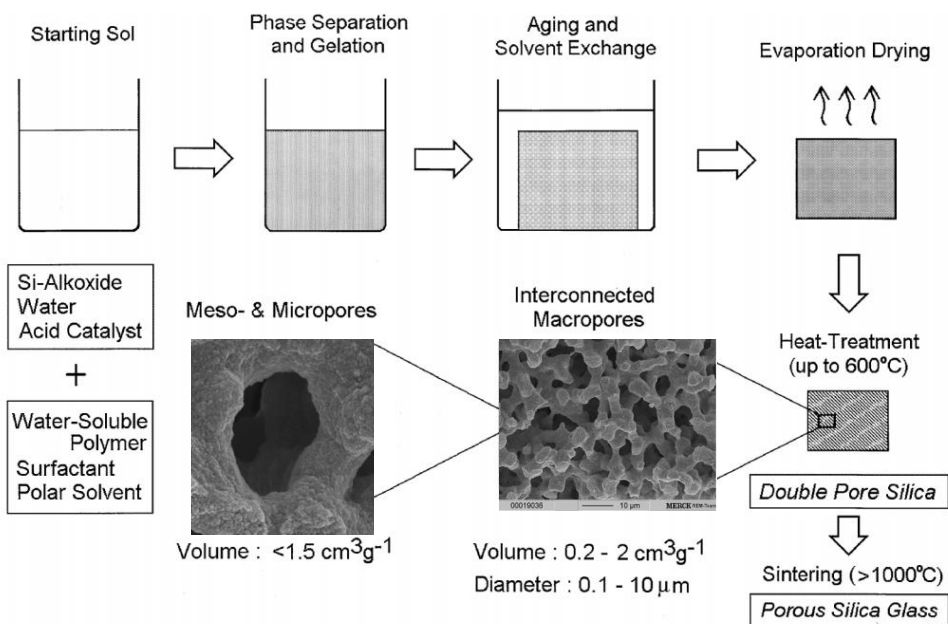 Starting Sol
Phase Separation
and Gelation
Aging and
Solvent Exchange
Evaporation Drying
Si-Alkoxide
Water
Acid Catalyst
+
Water-Soluble
Polymer
Surfactant
Polar Solvent
Meso- & Micropores
Volume : <1.5 cm³g⁻¹
Interconnected
Macropores
00019036 10 µm MERCK
Volume : 0.2 - 2 cm³g⁻¹
Diameter : 0.1 - 10 µm
Heat-Treatment
(up to 600°C)
Double Pore Silica
Sintering (>1000°C)
Porous Silica Glass